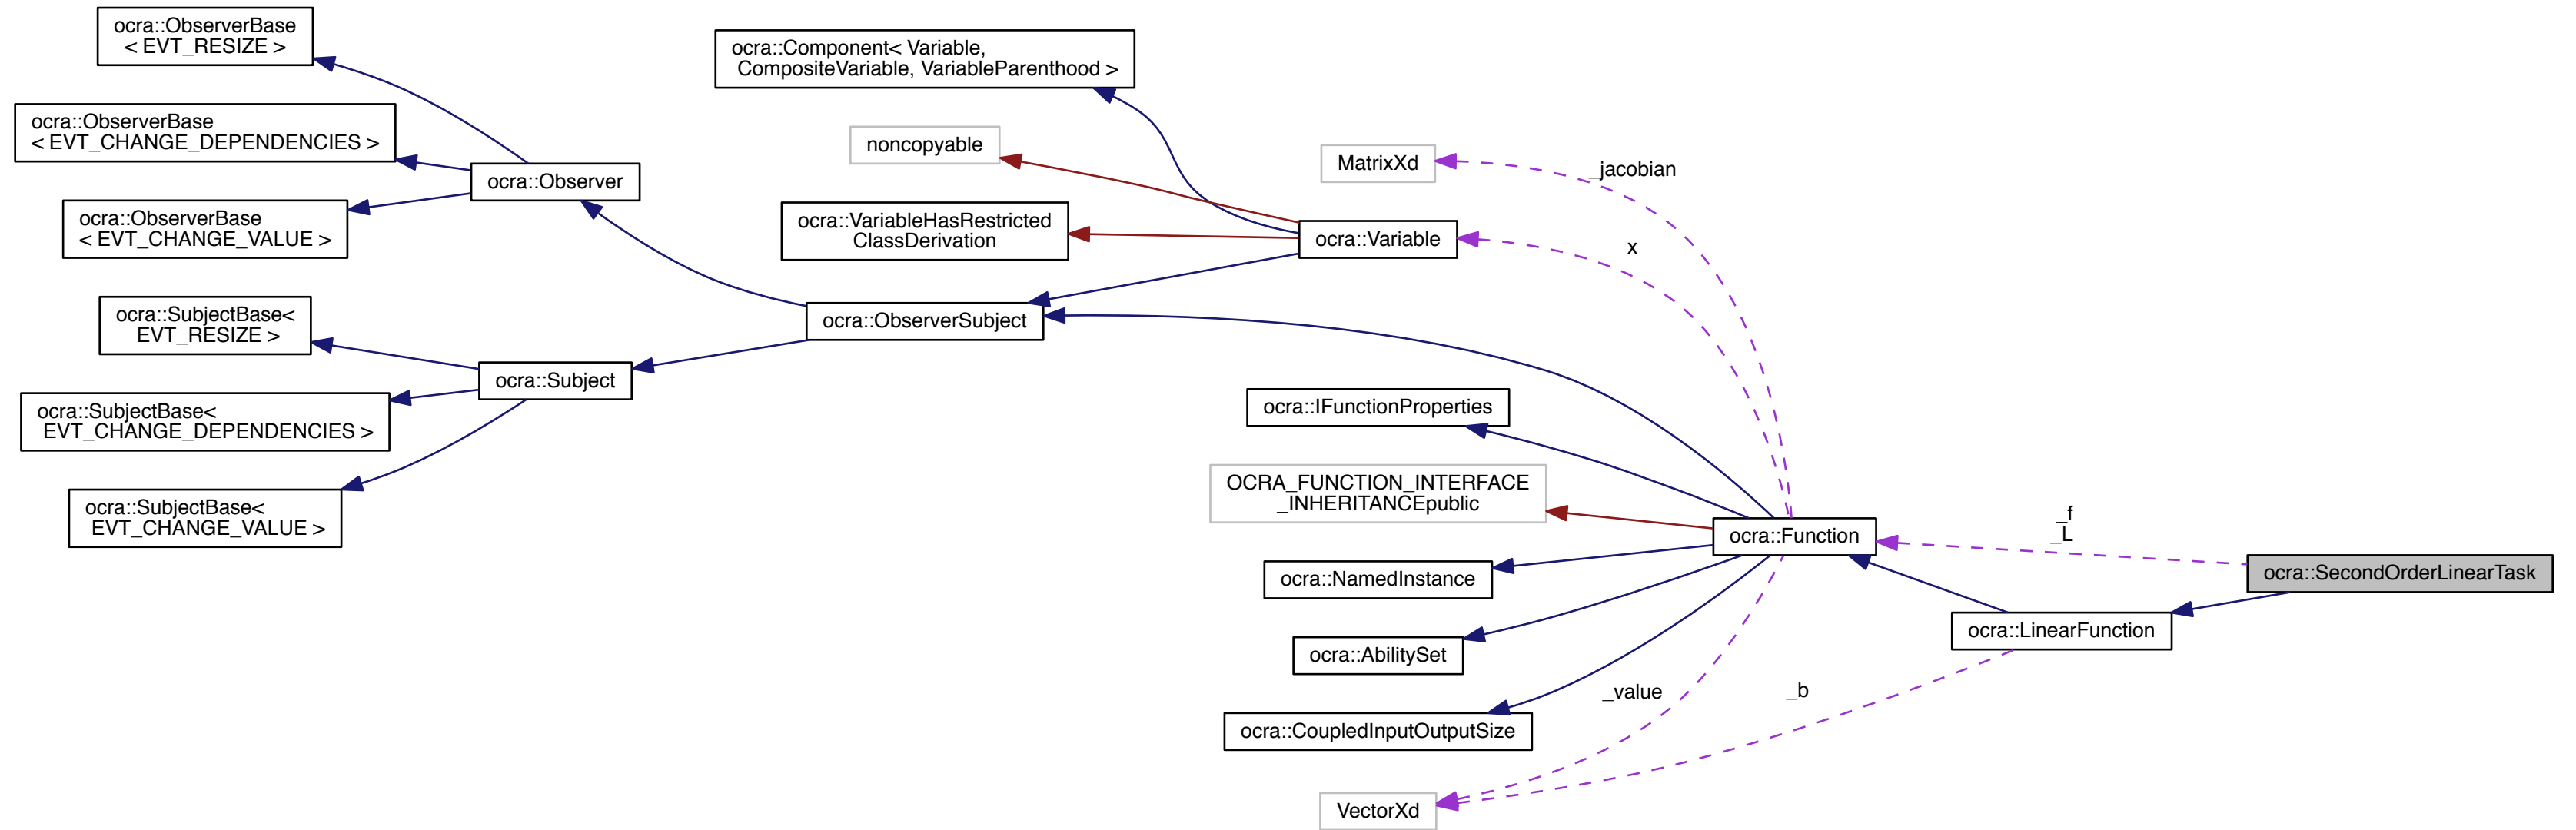 ocra::ObserverBase
< EVT_RESIZE >
ocra::ObserverBase
< EVT_CHANGE_DEPENDENCIES >
ocra::ObserverBase
< EVT_CHANGE_VALUE >
ocra::SubjectBase<
EVT_RESIZE >
ocra::SubjectBase<
EVT_CHANGE_DEPENDENCIES >
ocra::SubjectBase<
EVT_CHANGE_VALUE >
ocra::Observer
ocra::Subject
ocra::Component< Variable,
CompositeVariable, VariableParenthood >
noncopyable
ocra::VariableHasRestricted
ClassDerivation
ocra::ObserverSubject
MatrixXd
ocra::Variable
ocra::IFunctionProperties
OCRA_FUNCTION_INTERFACE
_INHERITANCEpublic
ocra::NamedInstance
ocra::AbilitySet
ocra::CoupledInputOutputSize
VectorXd
_jacobian
x
_value
_b
ocra::Function
_f
_L
ocra::LinearFunction
ocra::SecondOrderLinearTask